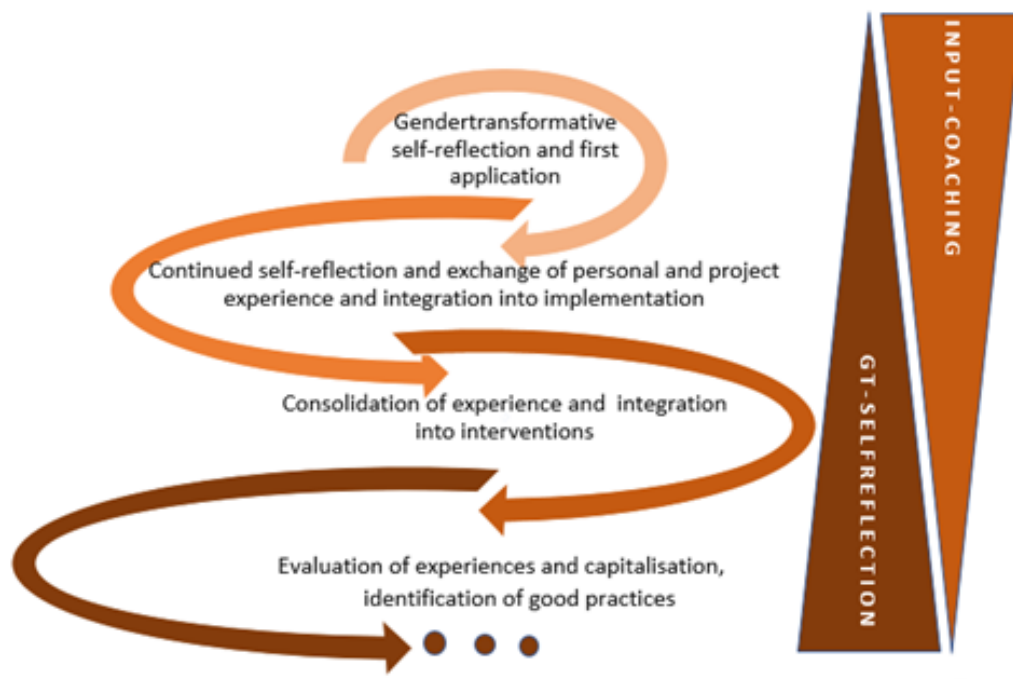 Gendertransformative
self-reflection and first
application
Continued self-reflection and exchange of personal and project
experience and integration into implementation
Consolidation of experience and integration
into interventions
Evaluation of experiences and capitalisation,
identification of good practices
GT-SELFREFLECTION
INPUT-COACHING